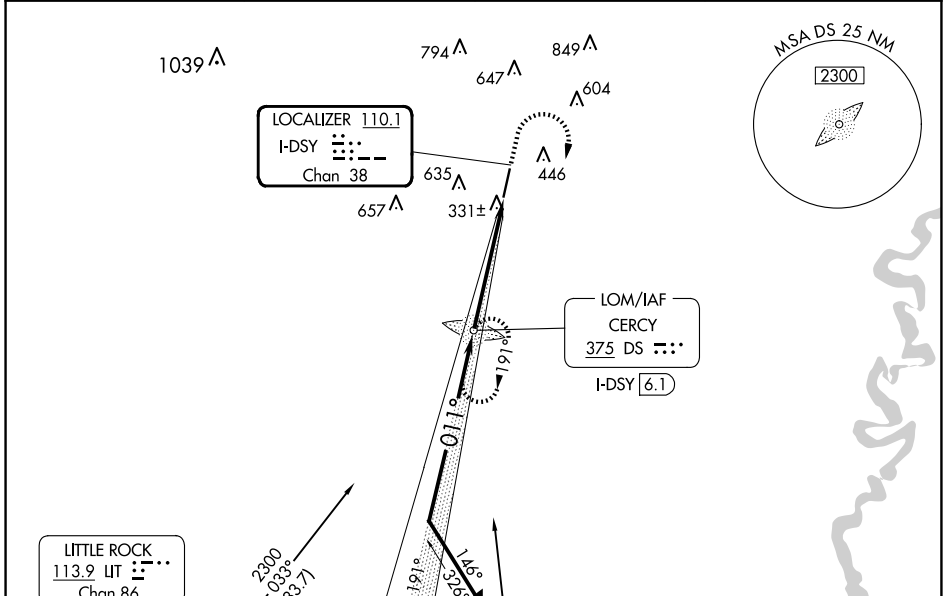 1039
794
647
849
604
MSA DS 25 NM
2300
LOCALIZER 110.1
I-DSY
Chan 38
635
446
657
331±
LOM/IAF
CERCY
375 DS
I-DSY 6.1
191°
011°
2300
033°
146°
326°
191°
LITTLE ROCK
113.9 LIT
Chan 86